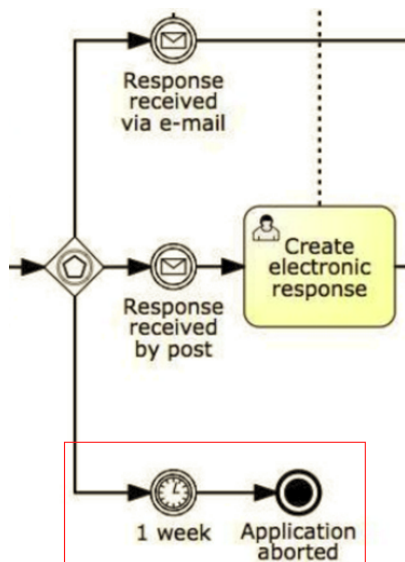 Response
received
via e-mail
Create
electronic
response
Response
received
by post
1 week
Application
aborted